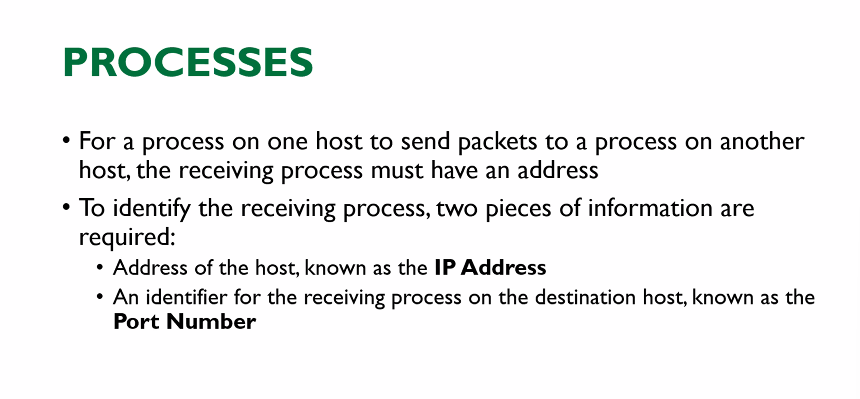 PROCESSES
• For a process on one host to send packets to a process on another
host, the receiving process must have an address
• To identify the receiving process, two pieces of information are
required:
• Address of the host, known as the IP Address
• An identifier for the receiving process on the destination host, known as the
Port Number